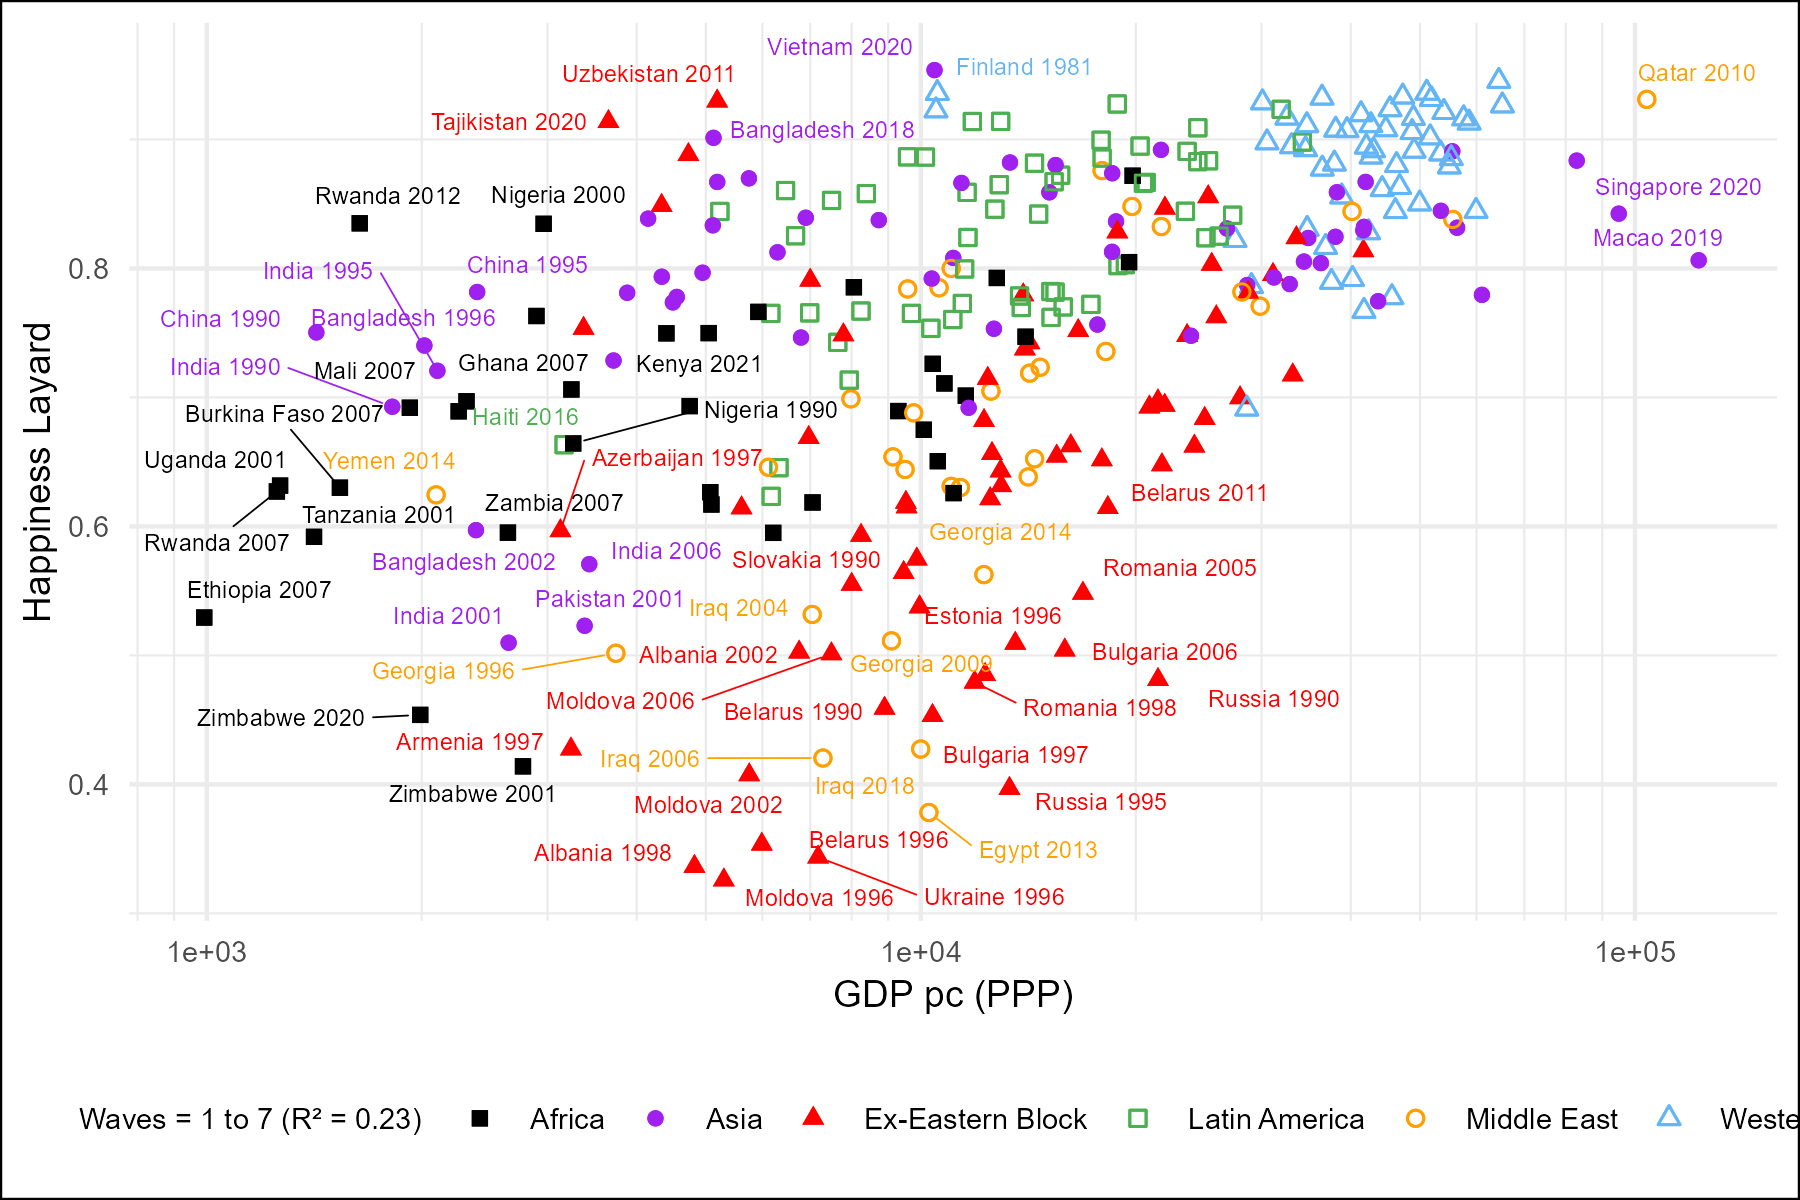 Vietnam 2020
Finland 1981
Uzbekistan 2011
Qatar 2010
Tajikistan 2020
Bangladesh 2018
Rwanda 2012
Nigeria 2000
Singapore 2020
Macao 2019
India 1995
China 1995
0.8
China 1990
Bangladesh 1996
India 1990
Mali 2007
Ghana 2007
Kenya 2021
Burkina Faso 2007
Haiti 2016
Nigeria 1990
Uganda 2001
Yemen 2014
Azerbaijan 1997
Zambia 2007
Belarus 2011
Tanzania 2001
0.6
Rwanda 2007
Georgia 2014
Bangladesh 2002
India 2006
Slovakia 1990
Romania 2005
Ethiopia 2007
Pakistan 2001
Iraq 2004
India 2001
Estonia 1996
Georgia 1996
Albania 2002
Georgia 2009
Bulgaria 2006
Moldova 2006
Russia 1990
Zimbabwe 2020
Belarus 1990
Romania 1998
Armenia 1997
Iraq 2006
Bulgaria 1997
0.4
Zimbabwe 2001
Iraq 2018
Moldova 2002
Russia 1995
Belarus 1996
Albania 1998
Egypt 2013
Moldova 1996
Ukraine 1996
Happiness Layard
1e+03
1e+04
1e+05
GDP pc (PPP)
Waves = 1 to 7 (R² = 0.23)
Africa
Asia
Ex-Eastern Block
Latin America
Middle East
Weste